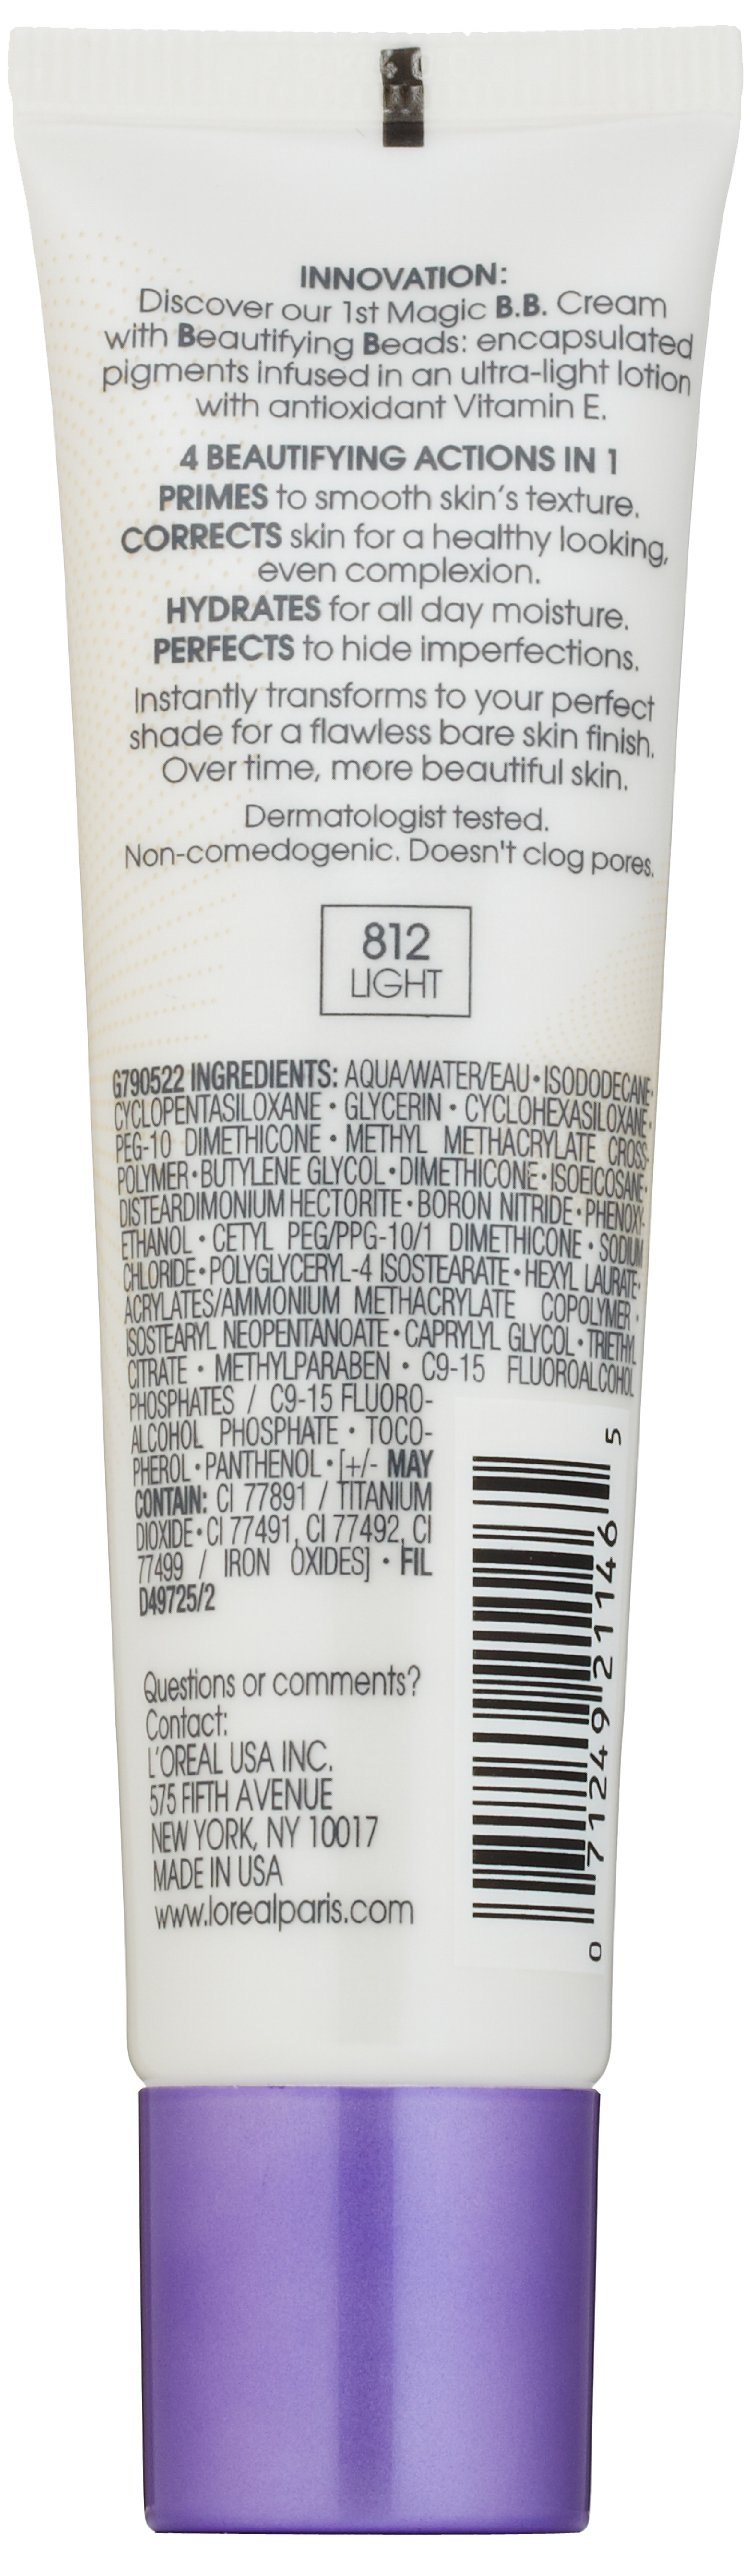 INNOVATION:
Discover our 1st Magic B.B. Cream
with Beautifying Beads: encapsulated
pigments infused in an ultra-light lotion
with antioxidant Vitamin E.
4 BEAUTIFYING ACTIONS IN 1
PRIMES to smooth skin's texture.
CORRECTS skin for a healthy looking,
even complexion.
HYDRATES for all day moisture.
PERFECTS to hide imperfections.
Instantly transforms to your perfect
shade for a flawless bare skin finish.
Over time, more beautiful skin.
Dermatologist tested.
Non-comedogenic. Doesn't clog pores.
812
LIGHT
G790522 INGREDIENTS: AQUA/WATER/EAU • ISODODECANE •
CYCLOPENTASILOXANE • GLYCERIN • CYCLOHEXASILOXANE •
PEG-10 DIMETHICONE • METHYL METHACRYLATE CROSS-
POLYMER • BUTYLENE GLYCOL • DIMETHICONE • ISOEICOSANE •
DISTEARDIMONIUM HECTORITE • BORON NITRIDE • PHENOXY-
ETHANOL • CETYL PEG/PPG-10/1 DIMETHICONE • SODIUM
CHLORIDE • POLYGLYCERYL-4 ISOSTEARATE • HEXYL LAURATE •
ACRYLATES/AMMONIUM METHACRYLATE COPOLYMER •
ISOSTEARYL NEOPENTANOATE • CAPRYLYL GLYCOL • TRIETHYL
CITRATE • METHYLPARABEN • C9-15 FLUOROALCOHOL
PHOSPHATES / C9-15 FLUORO-
ALCOHOL PHOSPHATE • TOCO-
PHEROL • PANTHENOL • [+/- MAY
CONTAIN: CI 77891 / TITANIUM
DIOXIDE • CI 77491, CI 77492, CI
77499 / IRON OXIDES] • FIL
D49725/2
Questions or comments?
Contact:
L'OREAL USA INC.
575 FIFTH AVENUE
NEW YORK, NY 10017
MADE IN USA
www.lorealparis.com
0 71249 21146 5